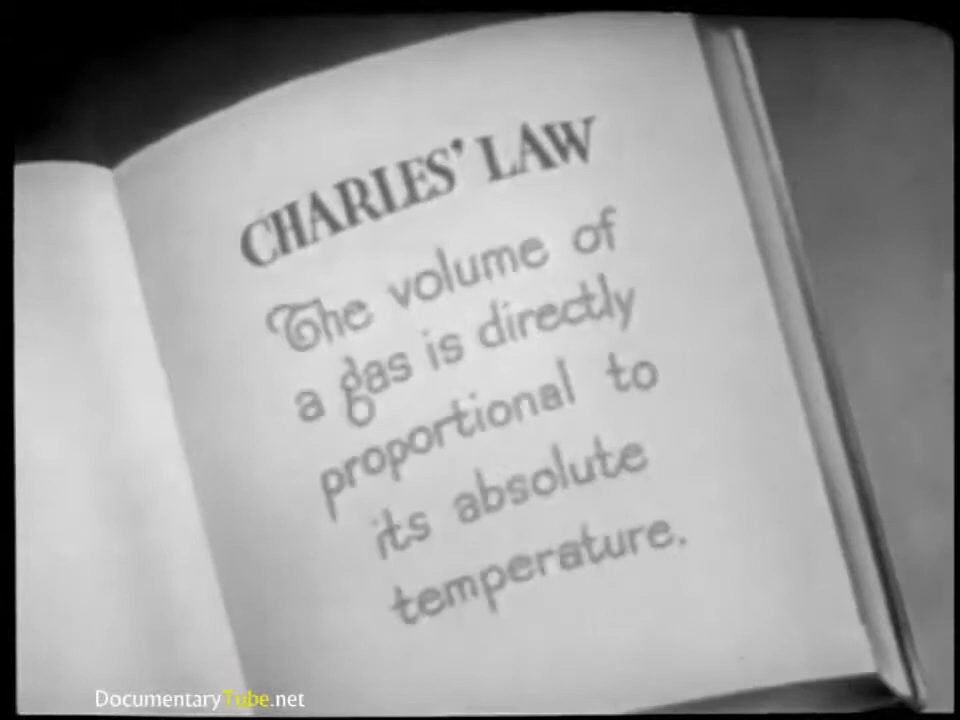 CHARLES' LAW
The volume of
a gas is directly
proportional to
its absolute
temperature.
DocumentaryTube.net